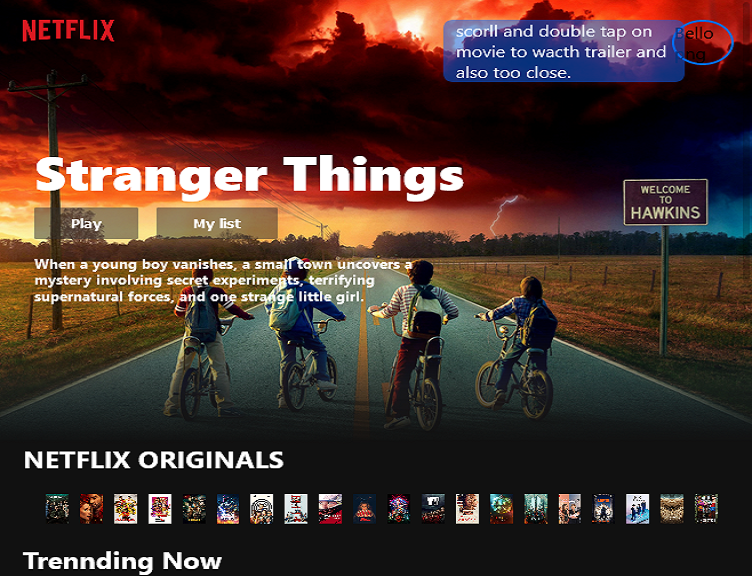 NETFLIX
scorll and double tap on
movie to wacth trailer and
also too close.
Bello
Stranger Things
WELCOME
TO
HAWKINS
Play
My list
When a young boy vanishes, a small town uncovers a
mystery involving secret experiments, terrifying
supernatural forces, and one strange little girl.
NETFLIX ORIGINALS
Trennding Now